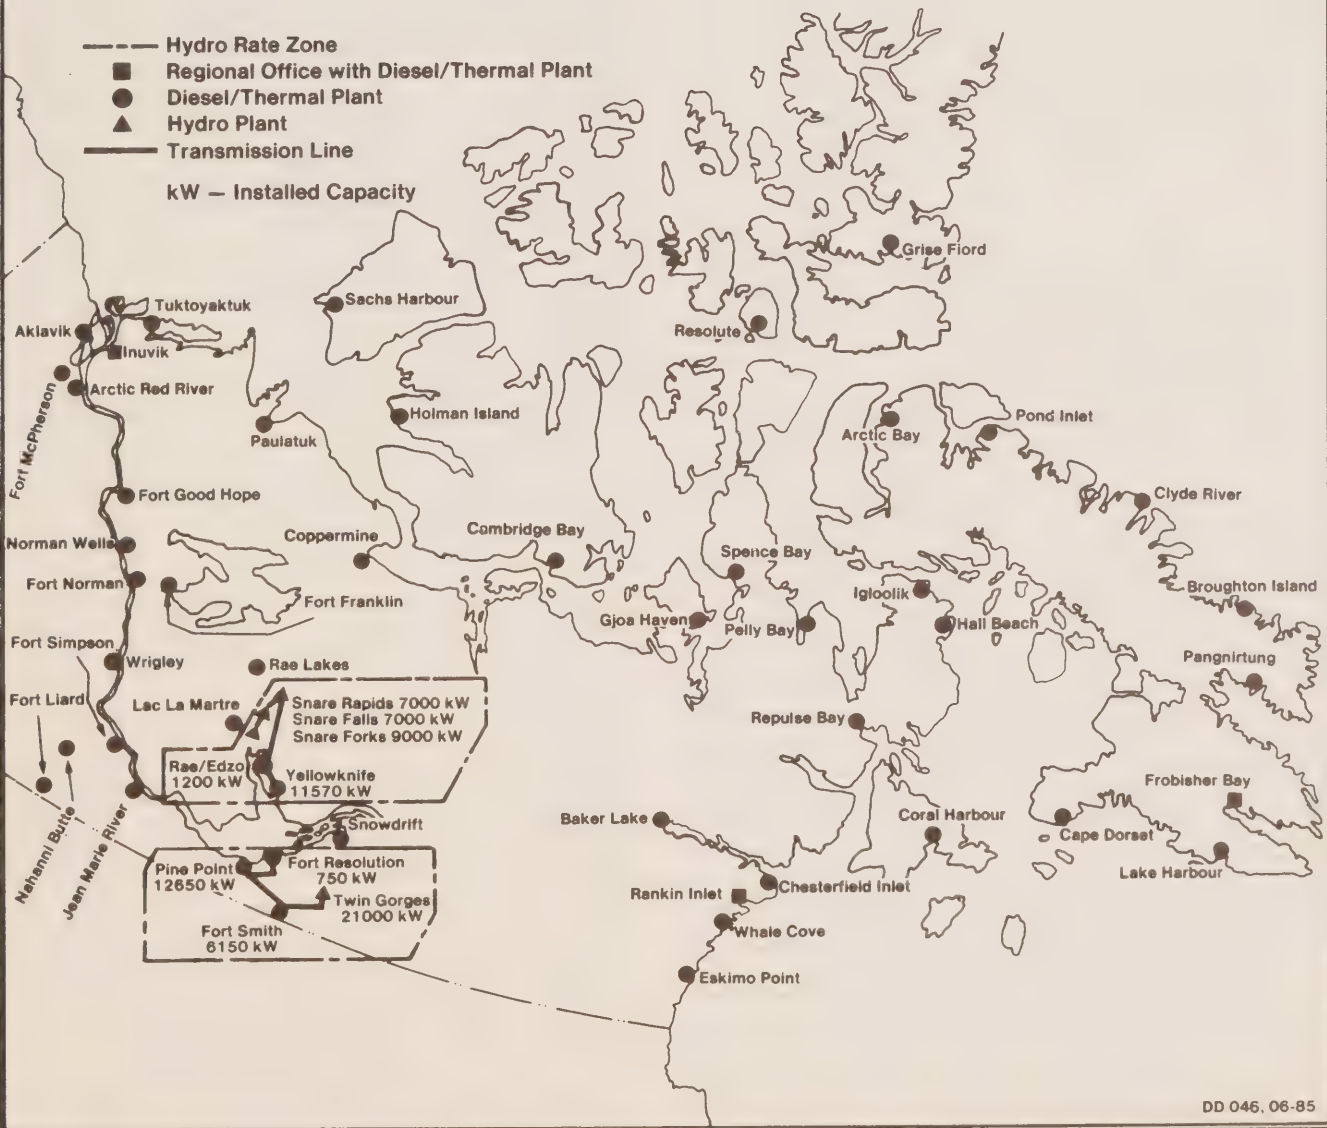 Hydro Rate Zone
Regional Office with Diesel/Thermal Plant
Diesel/Thermal Plant
Hydro Plant
Transmission Line
kW – Installed Capacity
Grise Fiord
Tuktoyaktuk
Sachs Harbour
Aklavik
Resolute
Inuvik
Arctic Red River
Fort McPherson
Holman Island
Pond Inlet
Paulatuk
Arctic Bay
Fort Good Hope
Clyde River
Norman Wells
Coppermine
Cambridge Bay
Spence Bay
Fort Norman
Broughton Island
Igloolik
Fort Franklin
Gjoa Haven
Pelly Bay
Hall Beach
Fort Simpson
Wrigley
Rae Lakes
Pangnirtung
Fort Liard
Lac La Martre
Snare Rapids 7000 kW
Snare Falls 7000 kW
Snare Forks 9000 kW
Repulse Bay
Rae/Edzo
1200 kW
Yellowknife
11570 kW
Frobisher Bay
Nahanni Butte
Jean Marie River
Snowdrift
Baker Lake
Coral Harbour
Cape Dorset
Pine Point
12650 kW
Fort Resolution
750 kW
Lake Harbour
Twin Gorges
21000 kW
Rankin Inlet
Chesterfield Inlet
Fort Smith
6150 kW
Whale Cove
Eskimo Point
DD 046, 06-85